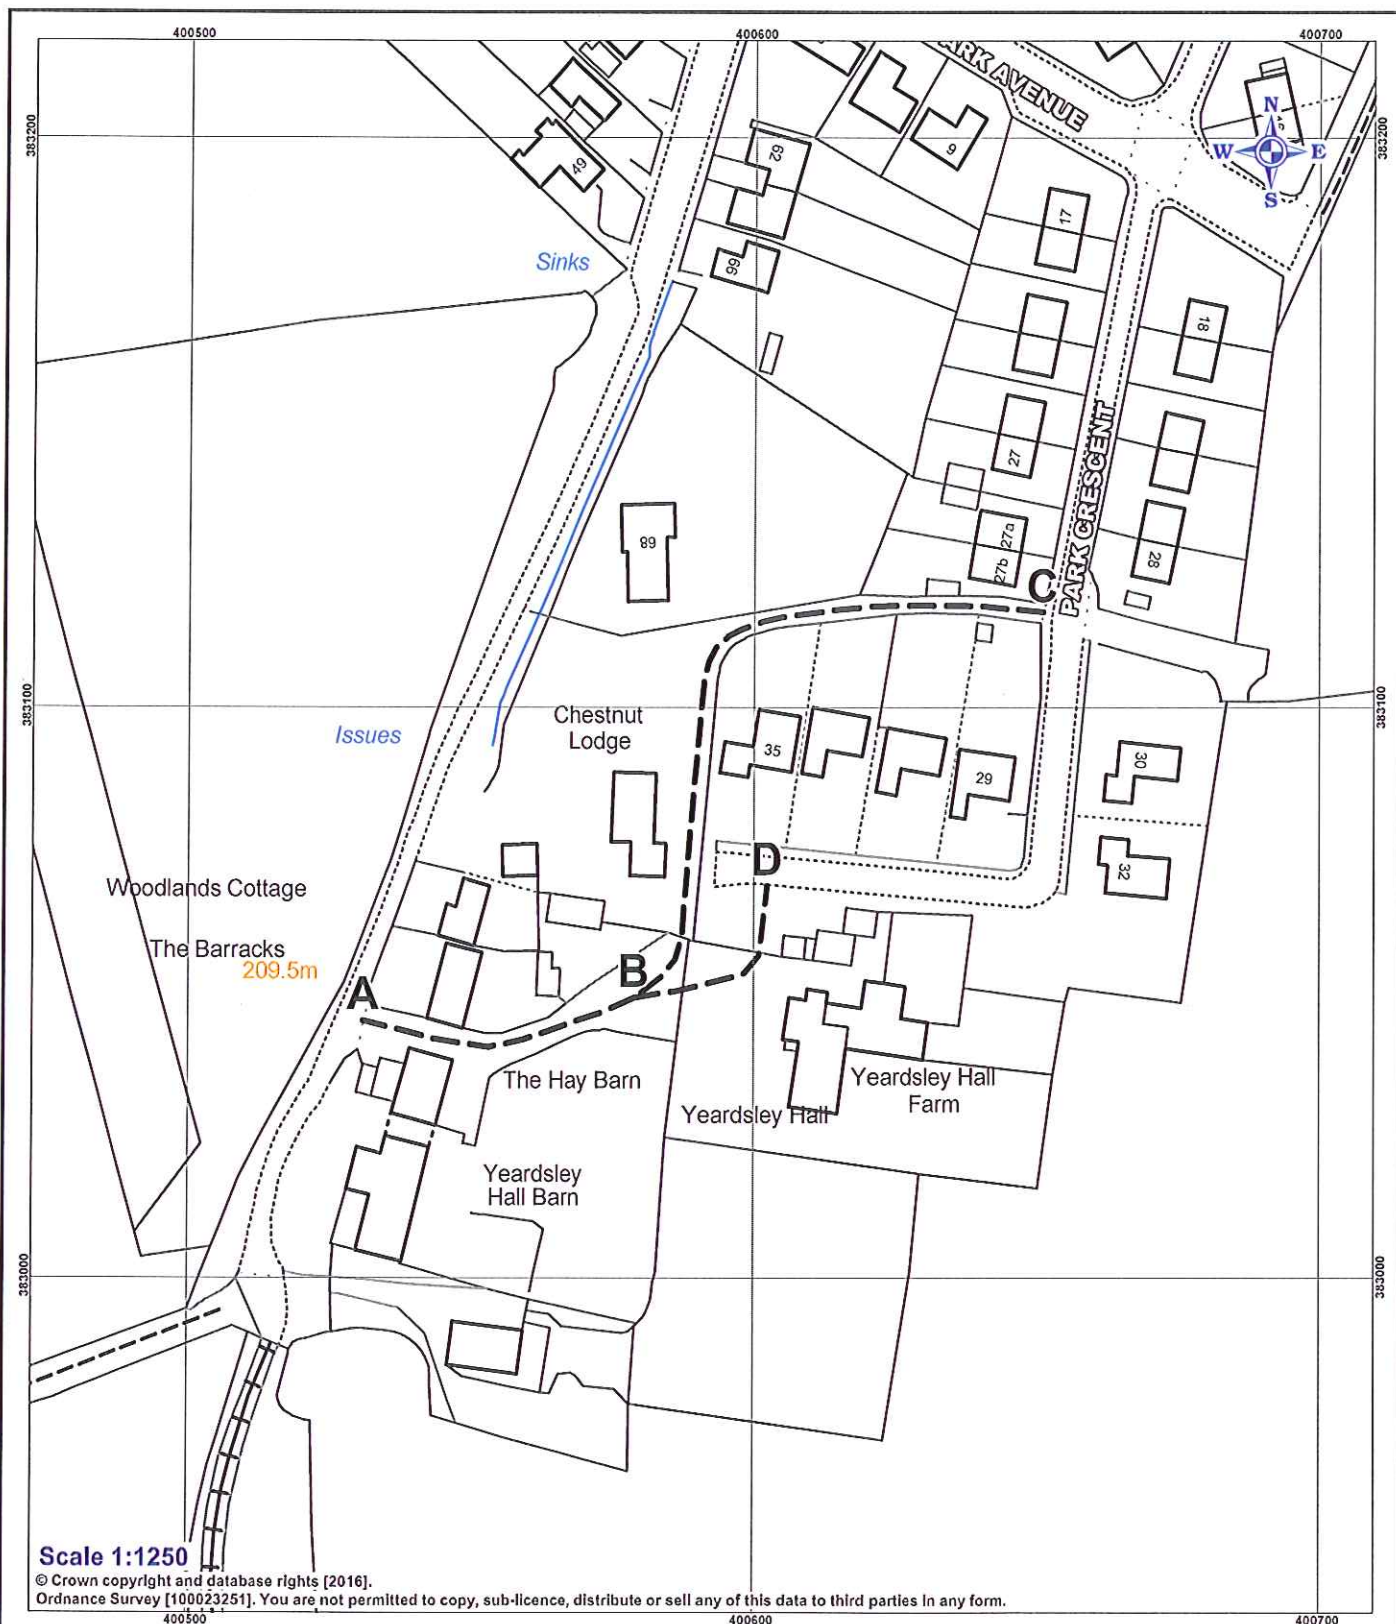 400500
400600
400700
PARK AVENUE
383200
383200
N
W
E
S
49
62
9
17
66
Sinks
18
27
PARK CRESCENT
68
27a
27b
28
C
383100
383100
Chestnut
Lodge
Issues
35
29
30
D
32
Woodlands Cottage
The Barracks
209.5m
A
B
The Hay Barn
Yeardsley Hall
Farm
Yeardsley Hall
Yeardsley
Hall Barn
383000
383000
Scale 1:1250
© Crown copyright and database rights [2016].
Ordnance Survey [100023251]. You are not permitted to copy, sub-licence, distribute or sell any of this data to third parties in any form.
400500
400600
400700